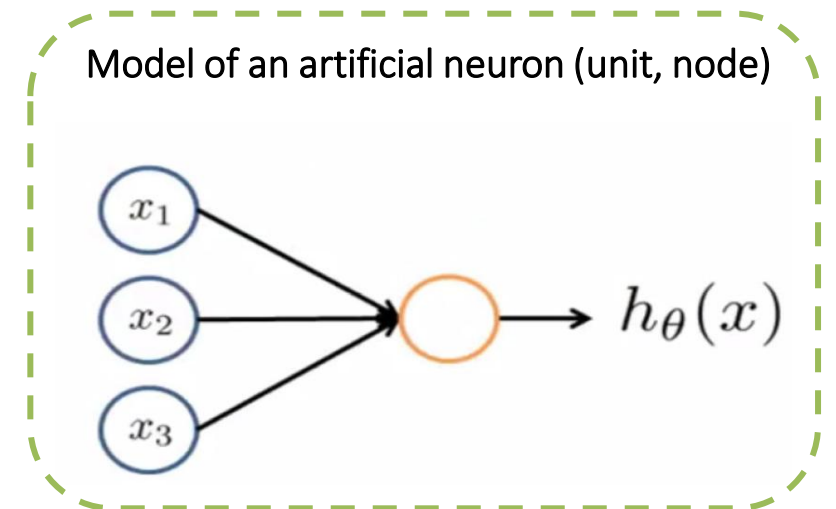 Model of an artificial neuron (unit, node)
x₁
x₂
hθ(x)
x₃